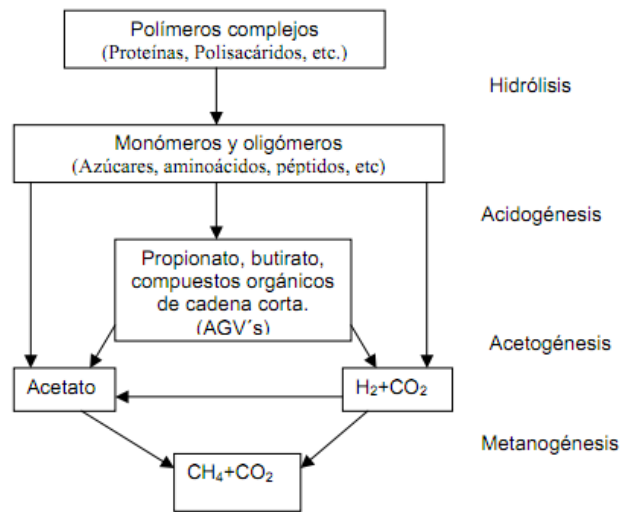 Polímeros complejos
(Proteínas, Polisacáridos, etc.)
Hidrólisis
Monómeros y oligómeros
(Azúcares, aminoácidos, péptidos, etc)
Acidogénesis
Propionato, butirato,
compuestos orgánicos
de cadena corta.
(AGV´s)
Acetogénesis
Acetato
H₂+CO₂
Metanogénesis
CH₄+CO₂